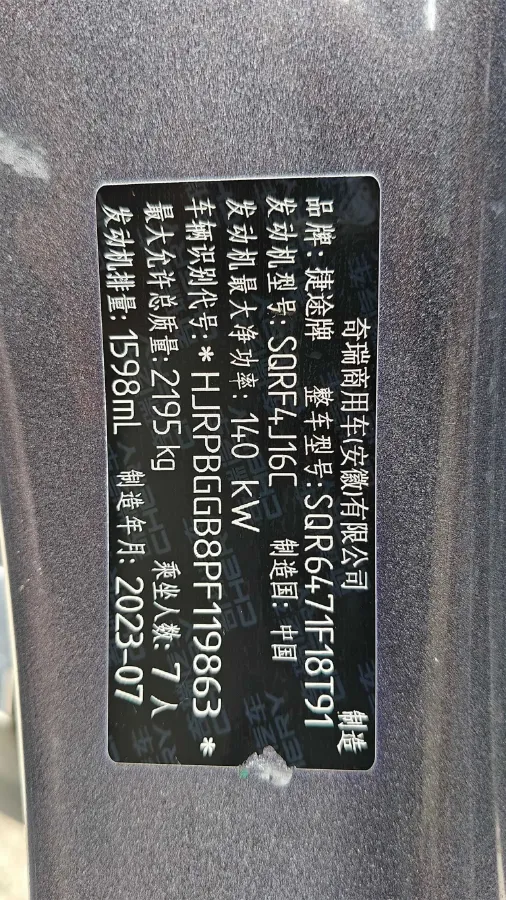 奇瑞商用车(安徽)有限公司 制造
品牌:捷途牌 整车型号:SQR6471F18T91
发动机型号:SQRF4J16C 制造国:中国
发动机最大净功率:140 kW
车辆识别代号:*HJRPBGGB8PF119863*
最大允许总质量:2195 kg 乘坐人数:7人
发动机排量:1598mL 制造年月:2023-07